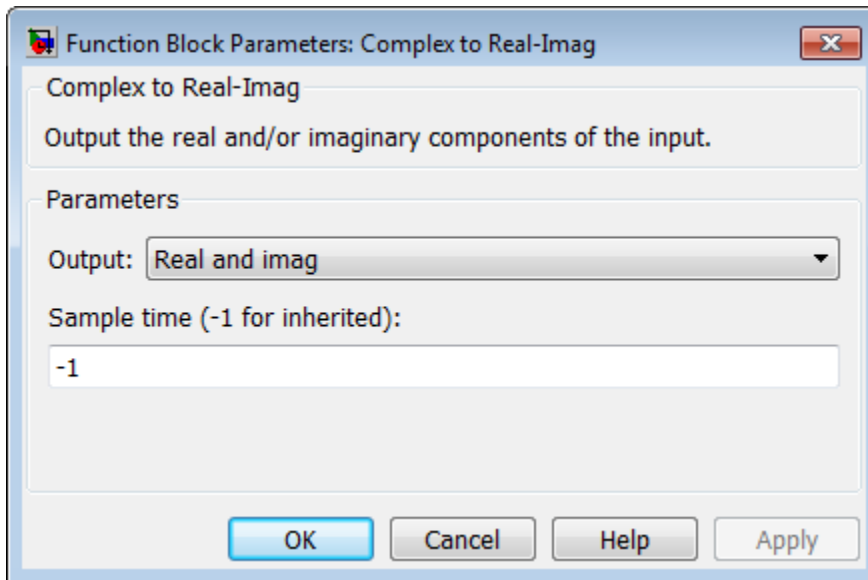 Function Block Parameters: Complex to Real-Imag
Complex to Real-Imag
Output the real and/or imaginary components of the input.
Parameters
Output: Real and imag
Sample time (-1 for inherited):
-1
OK Cancel Help Apply